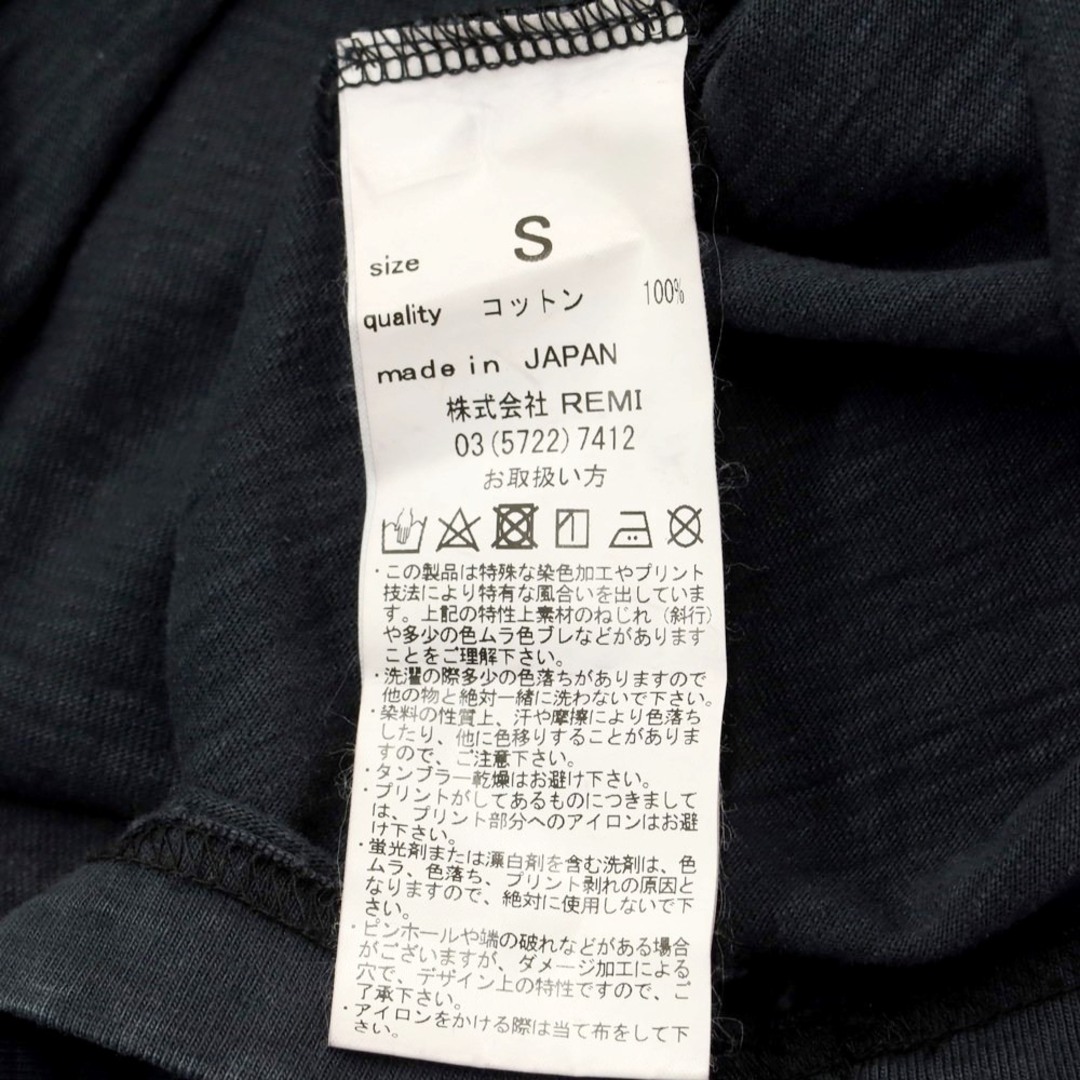 size S
quality コットン 100%
made in JAPAN
株式会社 REMI
03(5722)7412
お取扱い方
・この製品は特殊な染色加工やプリント
技法により特有な風合いを出していま
す。上記の特性上素材のねじれ（斜行）
や多少の色ムラ色ブレなどがあります
ことをご理解下さい。
・洗濯の際多少の色落ちがありますので
他の物と絶対一緒に洗わないで下さい。
・染料の性質上、汗や摩擦により色落ち
したり、他に色移りすることがありま
すので、ご注意下さい。
・タンブラー乾燥はお避け下さい。
・プリントがしてあるものにつきまして
は、プリント部分へのアイロンはお避
け下さい。
・蛍光剤または漂白剤を含む洗剤は、色
ムラ、色落ち、プリント剥れの原因と
なりますので、絶対に使用しないで下
さい。
・ピンホールや端の破れなどがある場合
がございますが、ダメージ加工による
穴で、デザイン上の特性ですので、ご
了承下さい。
・アイロンをかける際は当て布をして下
さい。